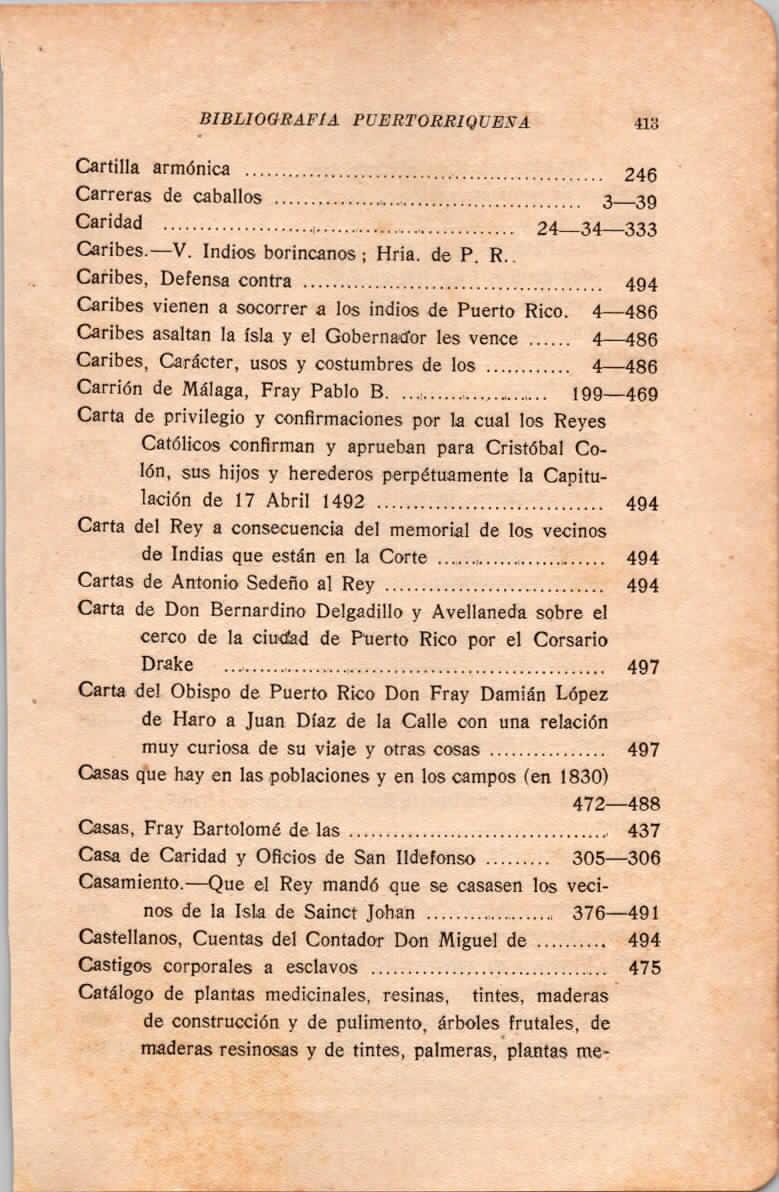 BIBLIOGRAFIA PUERTORRIQUEÑA 413
Cartilla armónica ................................................ 246
Carreras de caballos .......................................... 3—39
Caridad ................................................ 24—34—333
Caribes.—V. Indios borincanos; Hria. de P. R..
Caribes, Defensa contra ......................................... 494
Caribes vienen a socorrer a los indios de Puerto Rico. 4—486
Caribes asaltan la ísla y el Gobernador les vence ...... 4—486
Caribes, Carácter, usos y costumbres de los ............ 4—486
Carrión de Málaga, Fray Pablo B. .................... 199—469
Carta de privilegio y confirmaciones por la cual los Reyes
Católicos confirman y aprueban para Cristóbal Co-
lón, sus hijos y herederos perpétuamente la Capitu-
lación de 17 Abril 1492 ............................... 494
Carta del Rey a consecuencia del memorial de los vecinos
de Indias que están en la Corte ....................... 494
Cartas de Antonio Sedeño al Rey .............................. 494
Carta de Don Bernardino Delgadillo y Avellaneda sobre el
cerco de la ciudad de Puerto Rico por el Corsario
Drake .................................................... 497
Carta del Obispo de Puerto Rico Don Fray Damián López
de Haro a Juan Díaz de la Calle con una relación
muy curiosa de su viaje y otras cosas ................ 497
Casas que hay en las poblaciones y en los campos (en 1830)
472—488
Casas, Fray Bartolomé de las ................................... 437
Casa de Caridad y Oficios de San Ildefonso ......... 305—306
Casamiento.—Que el Rey mandó que se casasen los veci-
nos de la Isla de Sainct Johan .................. 376—491
Castellanos, Cuentas del Contador Don Miguel de .......... 494
Castigos corporales a esclavos ................................ 475
Catálogo de plantas medicinales, resinas, tintes, maderas
de construcción y de pulimento, árboles frutales, de
maderas resinosas y de tintes, palmeras, plantas me-